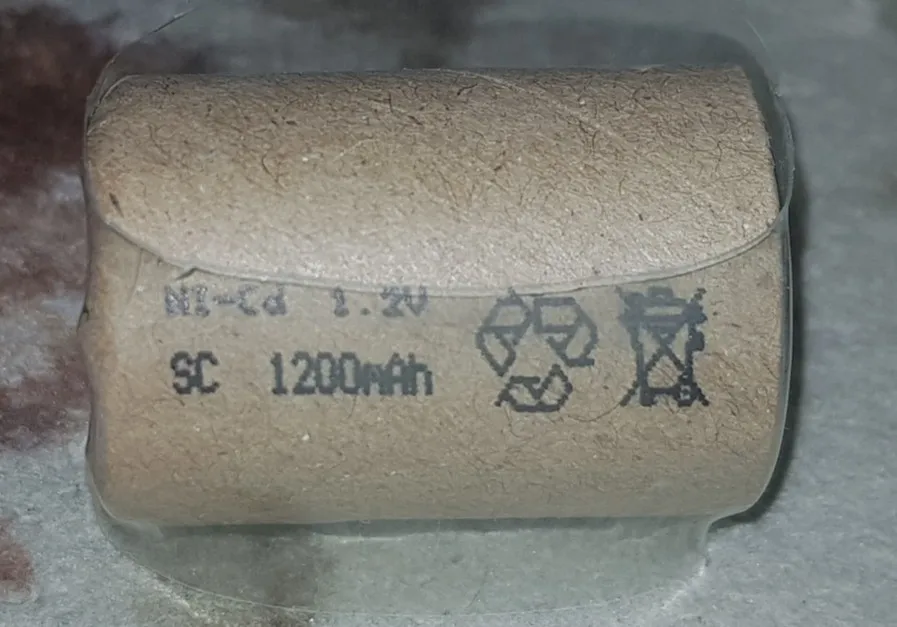 Ni-Cd 1.2V
SC 1200mAh